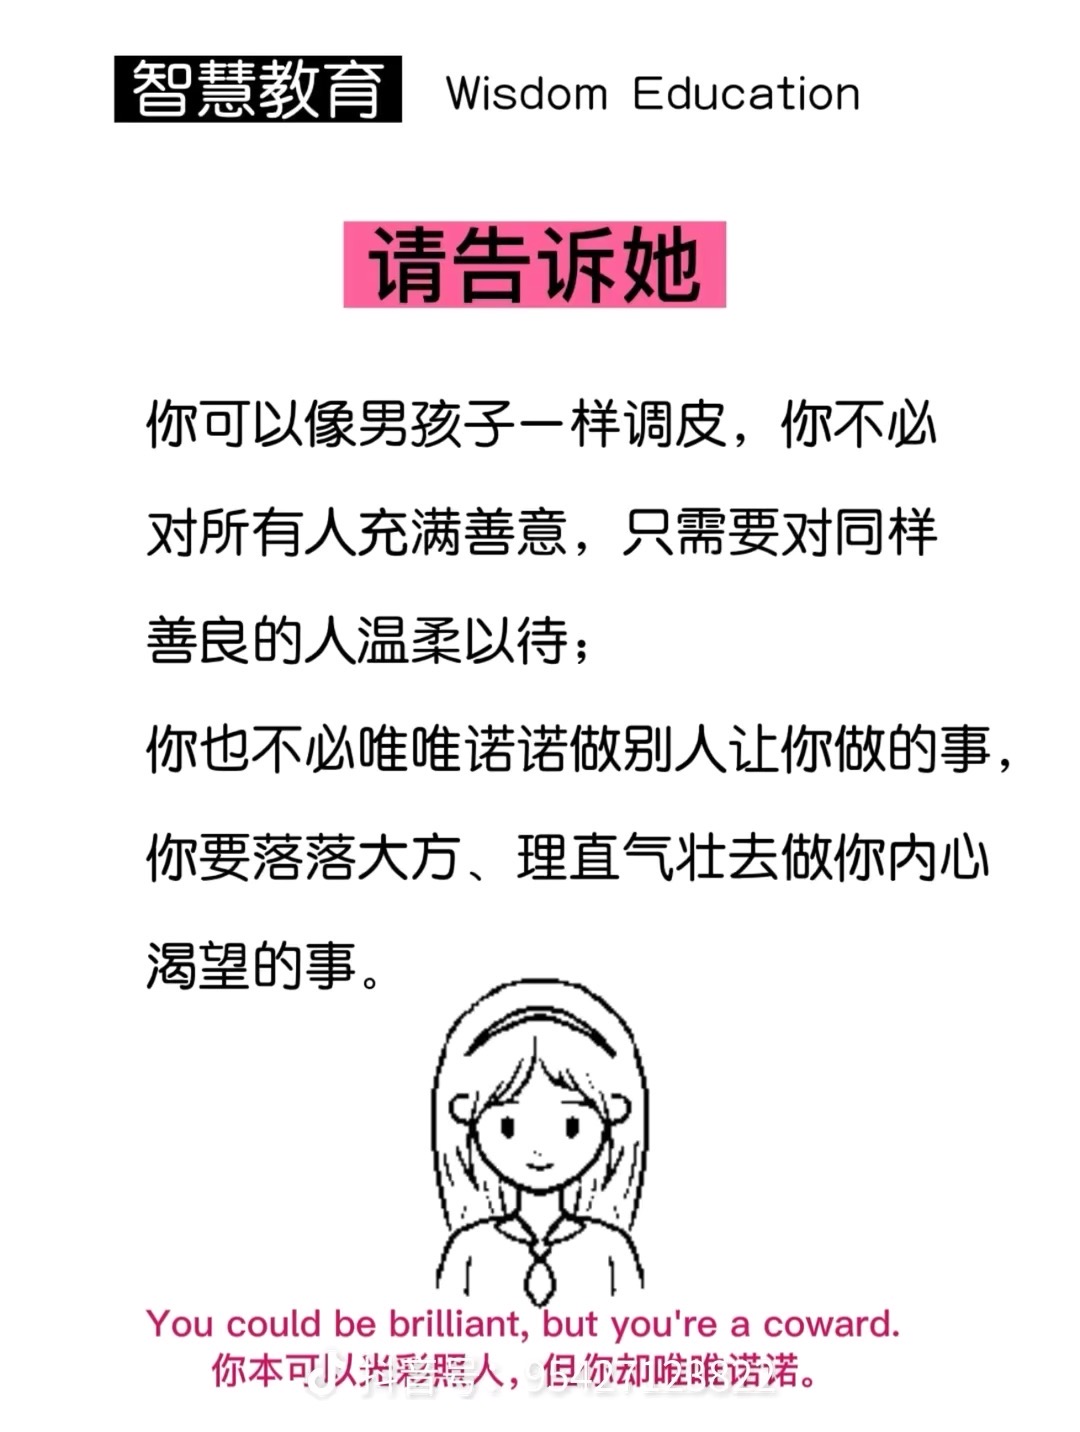 智慧教育 Wisdom Education
请告诉她
你可以像男孩子一样调皮，你不必
对所有人充满善意，只需要对同样
善良的人温柔以待；
你也不必唯唯诺诺做别人让你做的事，
你要落落大方、理直气壮去做你内心
渴望的事。
You could be brilliant, but you're a coward.
你本可以光彩照人，但你却唯唯诺诺。
抖音号：